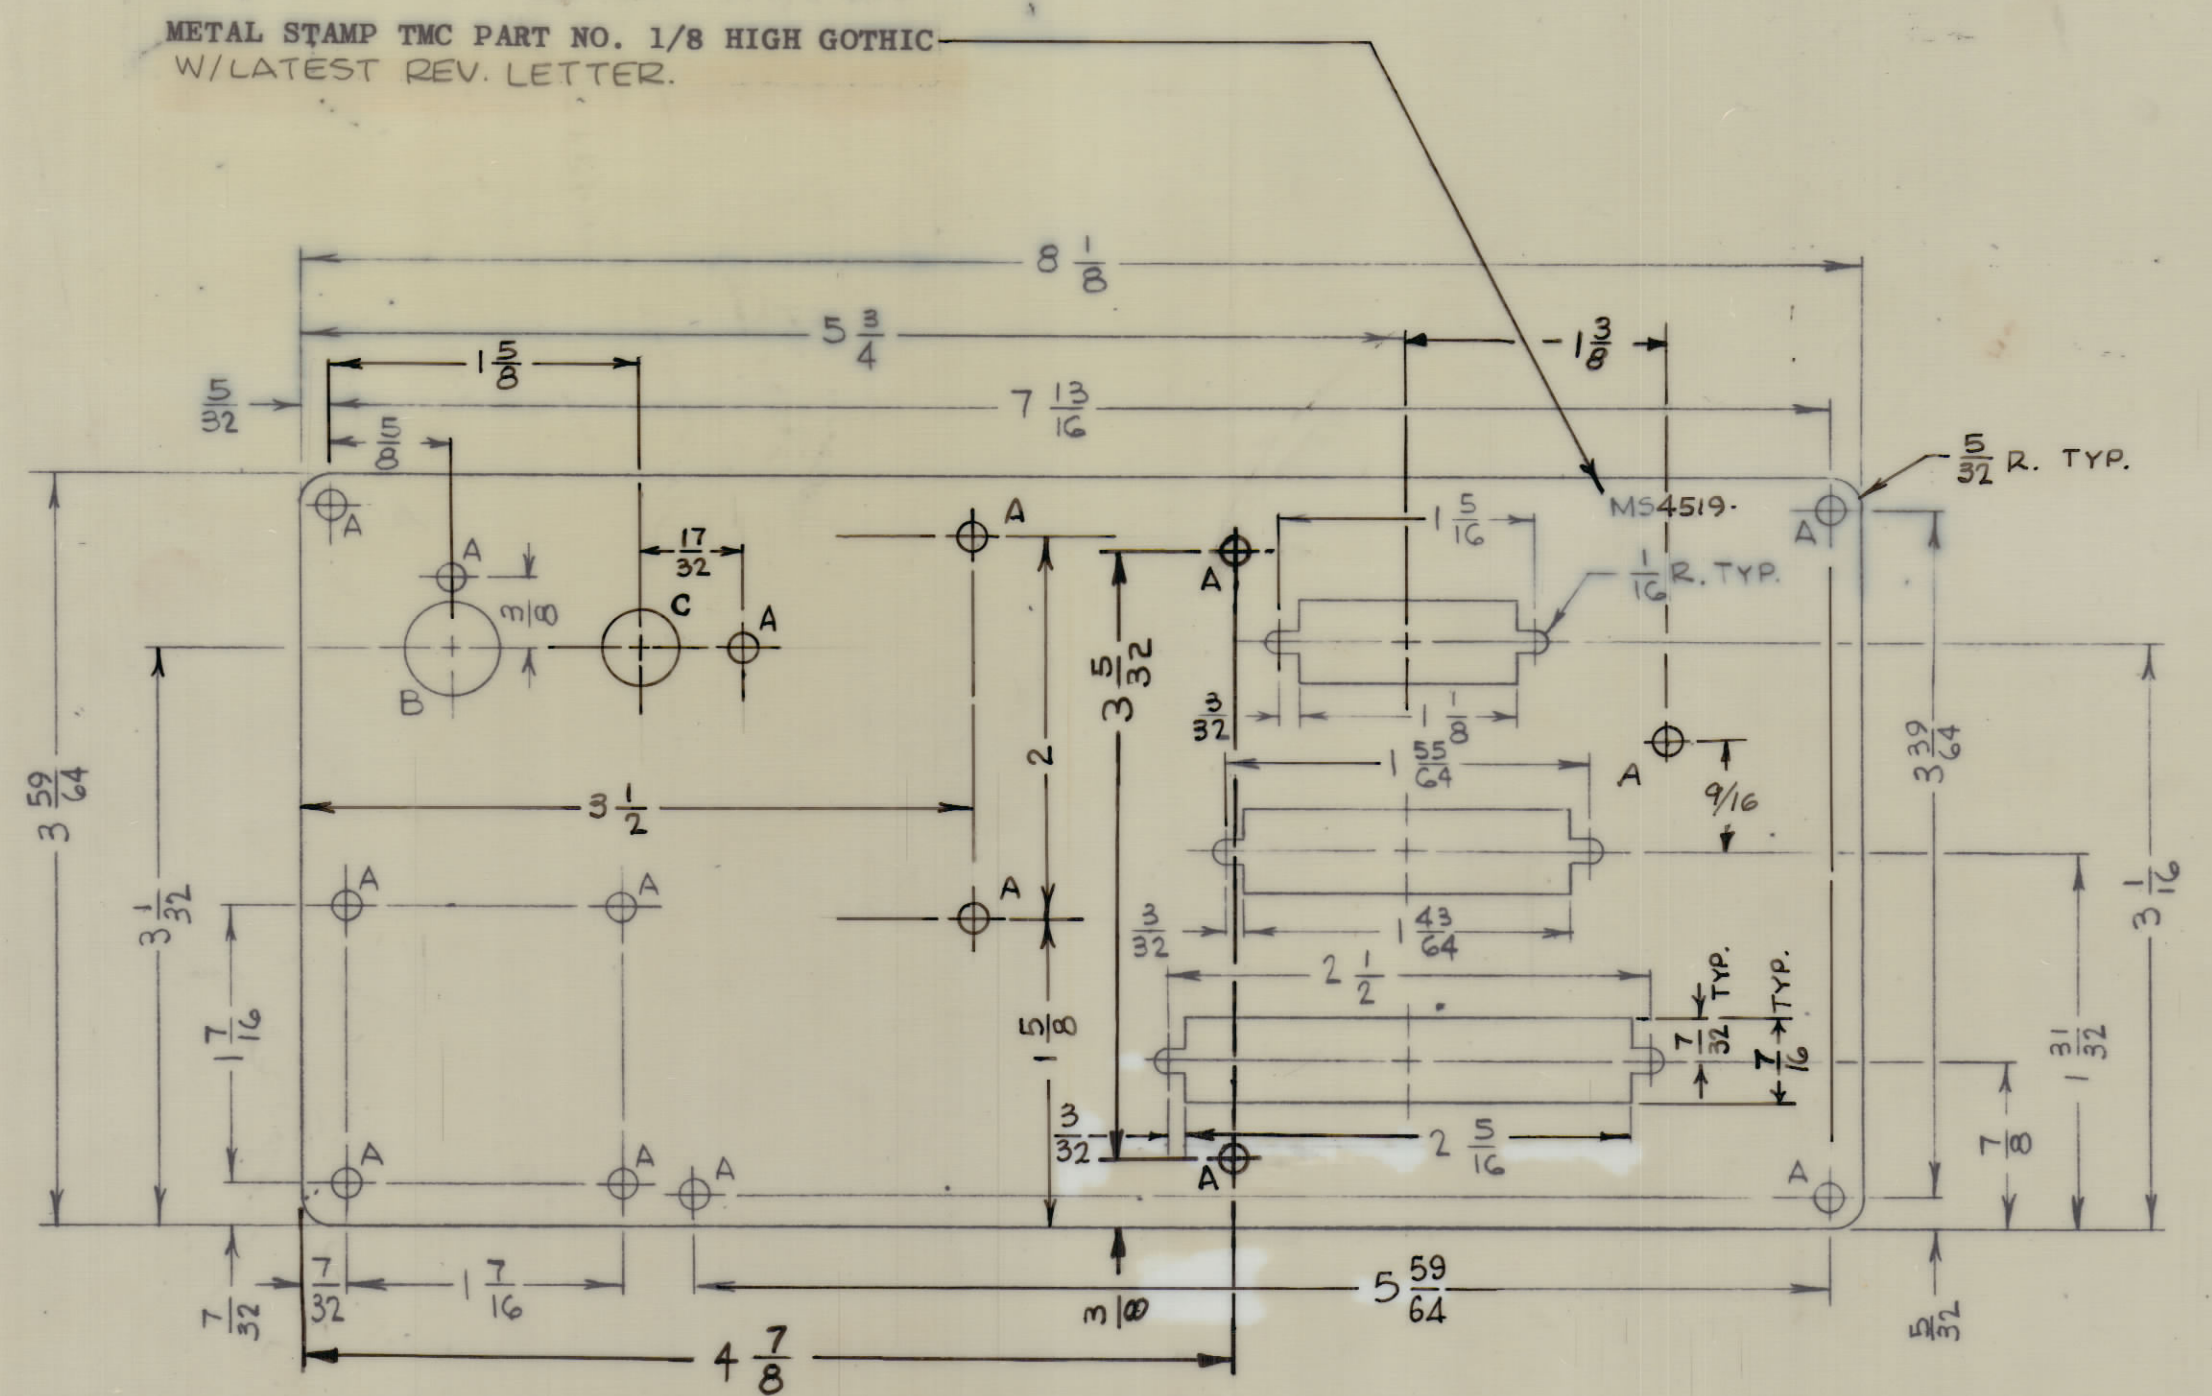 METAL STAMP TMC PART NO. 1/8 HIGH GOTHIC
W/LATEST REV. LETTER.
8 1/8
5 3/4
1 3/8
1 5/8
5/32
7 13/16
5/8
5/32 R. TYP.
MS4519-
A
A
A
A
1 5/16
A
17/32
A
1/16 R. TYP.
3/8
C
A
B
3 5/32
3/32
1 1/8
2
1 55/64
A
9/16
3 39/64
3 59/64
3 1/2
3 1/32
3 1/16
A
A
A
3/32
1 43/64
2 1/2
TYP.
TYP.
1 7/16
1 5/8
7/32
7/16
1 31/32
3/32
2 5/16
7/8
A
A
A
A
A
7/32
7/32
1 7/16
3/8
5 59/64
5/32
4 7/8